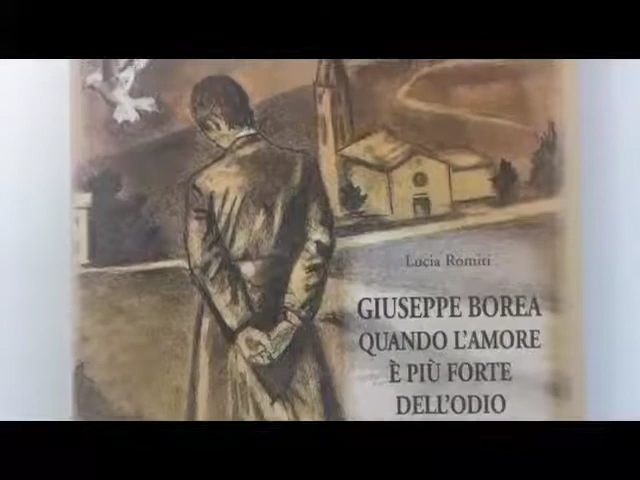 Lucia Romiti
GIUSEPPE BOREA
QUANDO L'AMORE
È PIÙ FORTE
DELL'ODIO